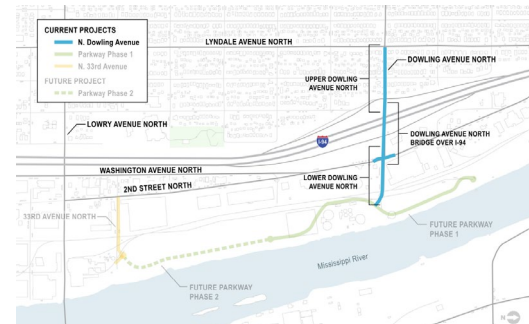 CURRENT PROJECTS
N. Dowling Avenue
Parkway Phase 1
N. 33rd Avenue
FUTURE PROJECT
Parkway Phase 2
LYNDALE AVENUE NORTH
UPPER DOWLING
AVENUE NORTH
DOWLING AVENUE NORTH
LOWRY AVENUE NORTH
DOWLING AVENUE NORTH
BRIDGE OVER I-94
WASHINGTON AVENUE NORTH
LOWER DOWLING
AVENUE NORTH
2ND STREET NORTH
33RD AVENUE NORTH
FUTURE PARKWAY
PHASE 1
Mississippi River
FUTURE PARKWAY
PHASE 2
N